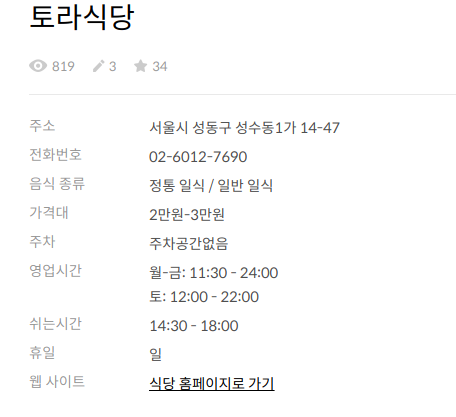 토라식당
819 3 34
주소 서울시 성동구 성수동1가 14-47
전화번호 02-6012-7690
음식 종류 정통 일식 / 일반 일식
가격대 2만원-3만원
주차 주차공간없음
영업시간 월-금: 11:30 - 24:00
토: 12:00 - 22:00
쉬는시간 14:30 - 18:00
휴일 일
웹 사이트 식당 홈페이지로 가기